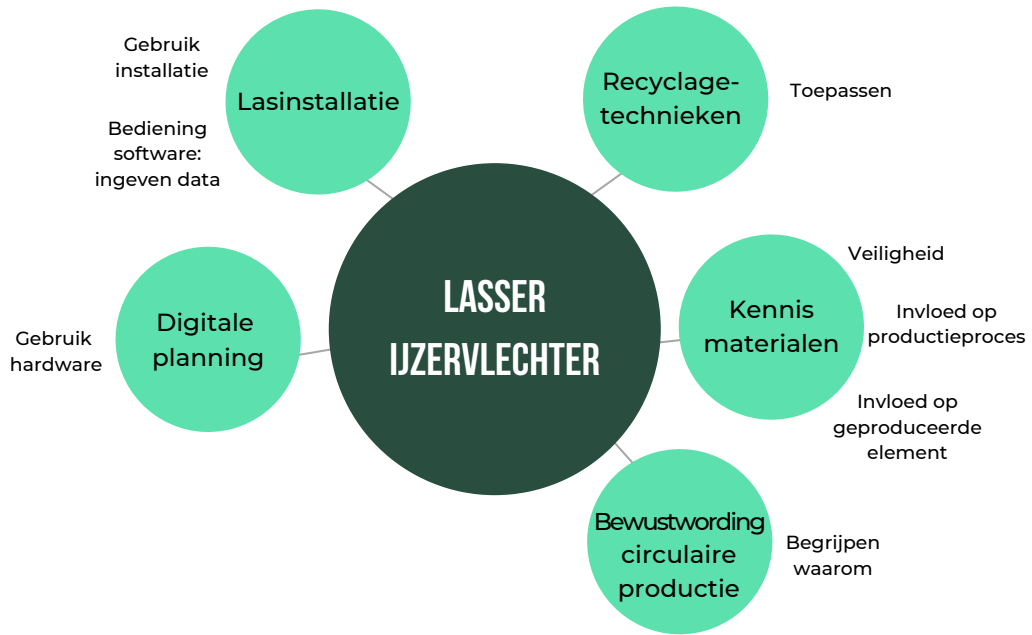 Gebruik
installatie
Lasinstallatie
Bediening
software:
ingeven data
Recyclage-
technieken
Toepassen
LASSER
IJZERVLECHTER
Digitale
planning
Gebruik
hardware
Kennis
materialen
Veiligheid
Invloed op
productieproces
Invloed op
geproduceerde
element
Bewustwording
circulaire
productie
Begrijpen
waarom